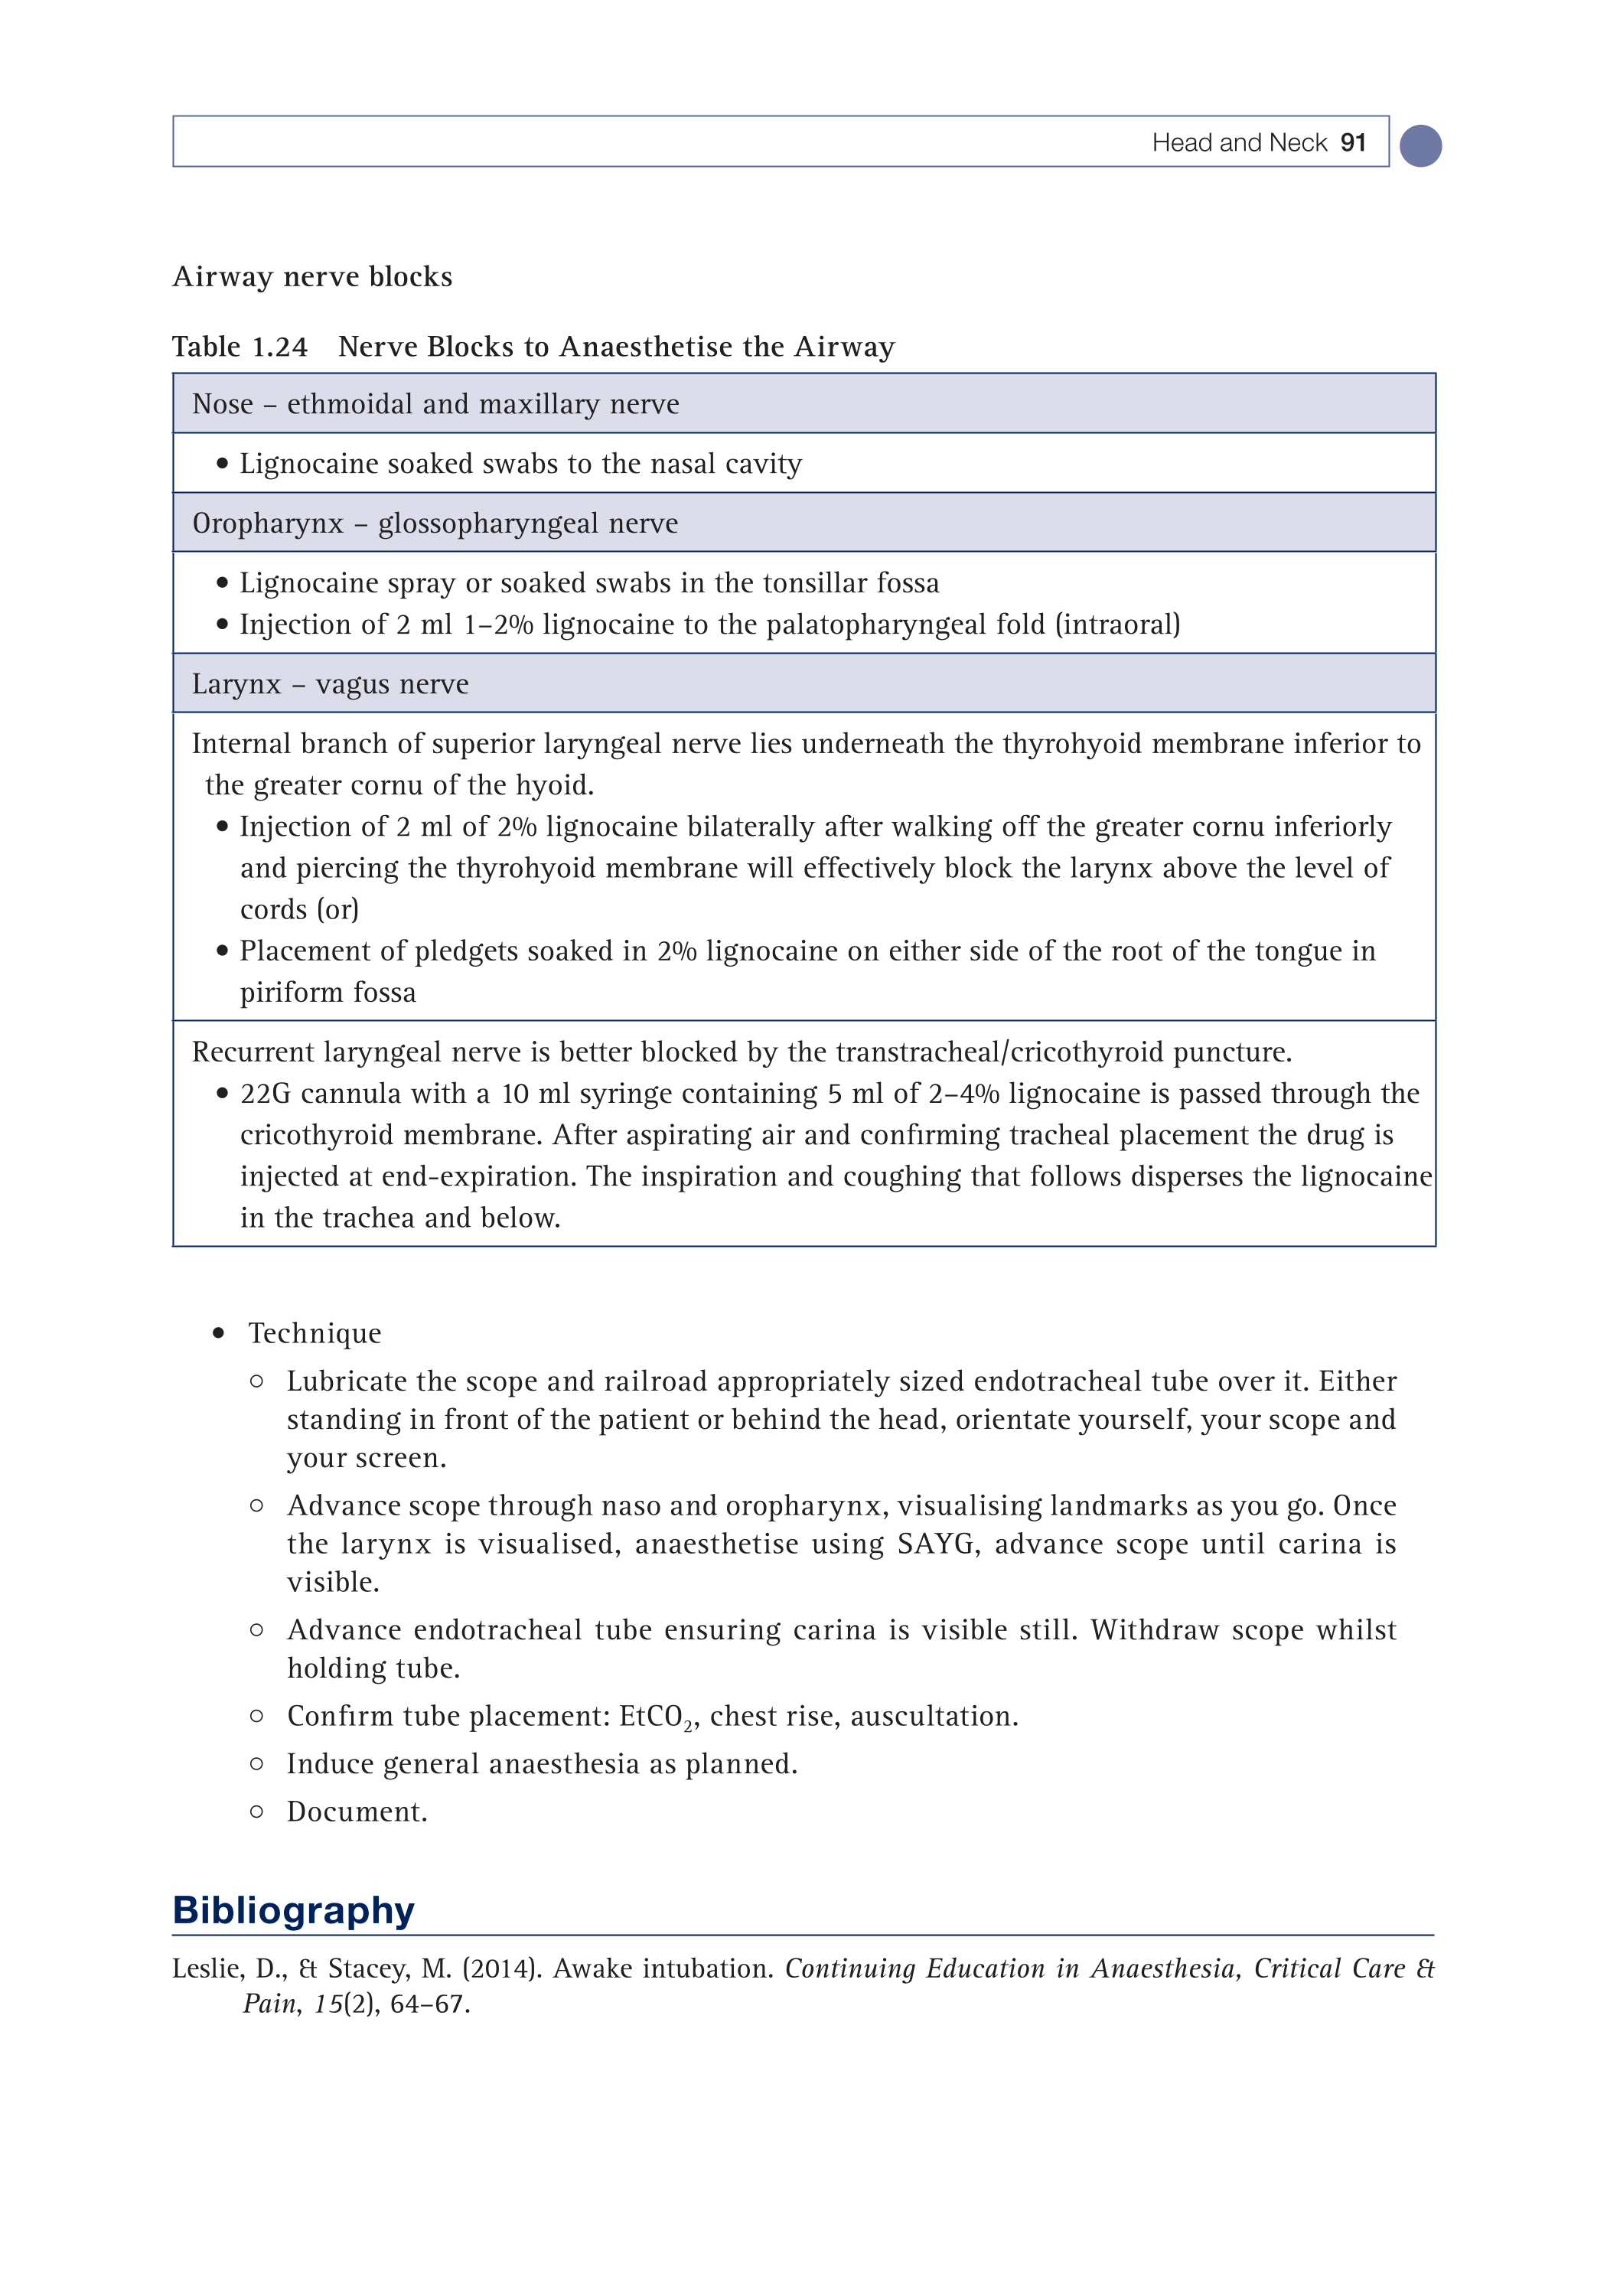 Head and Neck 91
Airway nerve blocks
Table 1.24 Nerve Blocks to Anaesthetise the Airway
Nose – ethmoidal and maxillary nerve
• Lignocaine soaked swabs to the nasal cavity
Oropharynx – glossopharyngeal nerve
• Lignocaine spray or soaked swabs in the tonsillar fossa
• Injection of 2 ml 1–2% lignocaine to the palatopharyngeal fold (intraoral)
Larynx – vagus nerve
Internal branch of superior laryngeal nerve lies underneath the thyrohyoid membrane inferior to
the greater cornu of the hyoid.
• Injection of 2 ml of 2% lignocaine bilaterally after walking off the greater cornu inferiorly
and piercing the thyrohyoid membrane will effectively block the larynx above the level of
cords (or)
• Placement of pledgets soaked in 2% lignocaine on either side of the root of the tongue in
piriform fossa
Recurrent laryngeal nerve is better blocked by the transtracheal/cricothyroid puncture.
• 22G cannula with a 10 ml syringe containing 5 ml of 2–4% lignocaine is passed through the
cricothyroid membrane. After aspirating air and confirming tracheal placement the drug is
injected at end-expiration. The inspiration and coughing that follows disperses the lignocaine
in the trachea and below.
• Technique
○ Lubricate the scope and railroad appropriately sized endotracheal tube over it. Either
standing in front of the patient or behind the head, orientate yourself, your scope and
your screen.
○ Advance scope through naso and oropharynx, visualising landmarks as you go. Once
the larynx is visualised, anaesthetise using SAYG, advance scope until carina is
visible.
○ Advance endotracheal tube ensuring carina is visible still. Withdraw scope whilst
holding tube.
○ Confirm tube placement: EtCO₂, chest rise, auscultation.
○ Induce general anaesthesia as planned.
○ Document.
Bibliography
Leslie, D., & Stacey, M. (2014). Awake intubation. Continuing Education in Anaesthesia, Critical Care &
Pain, 15(2), 64–67.